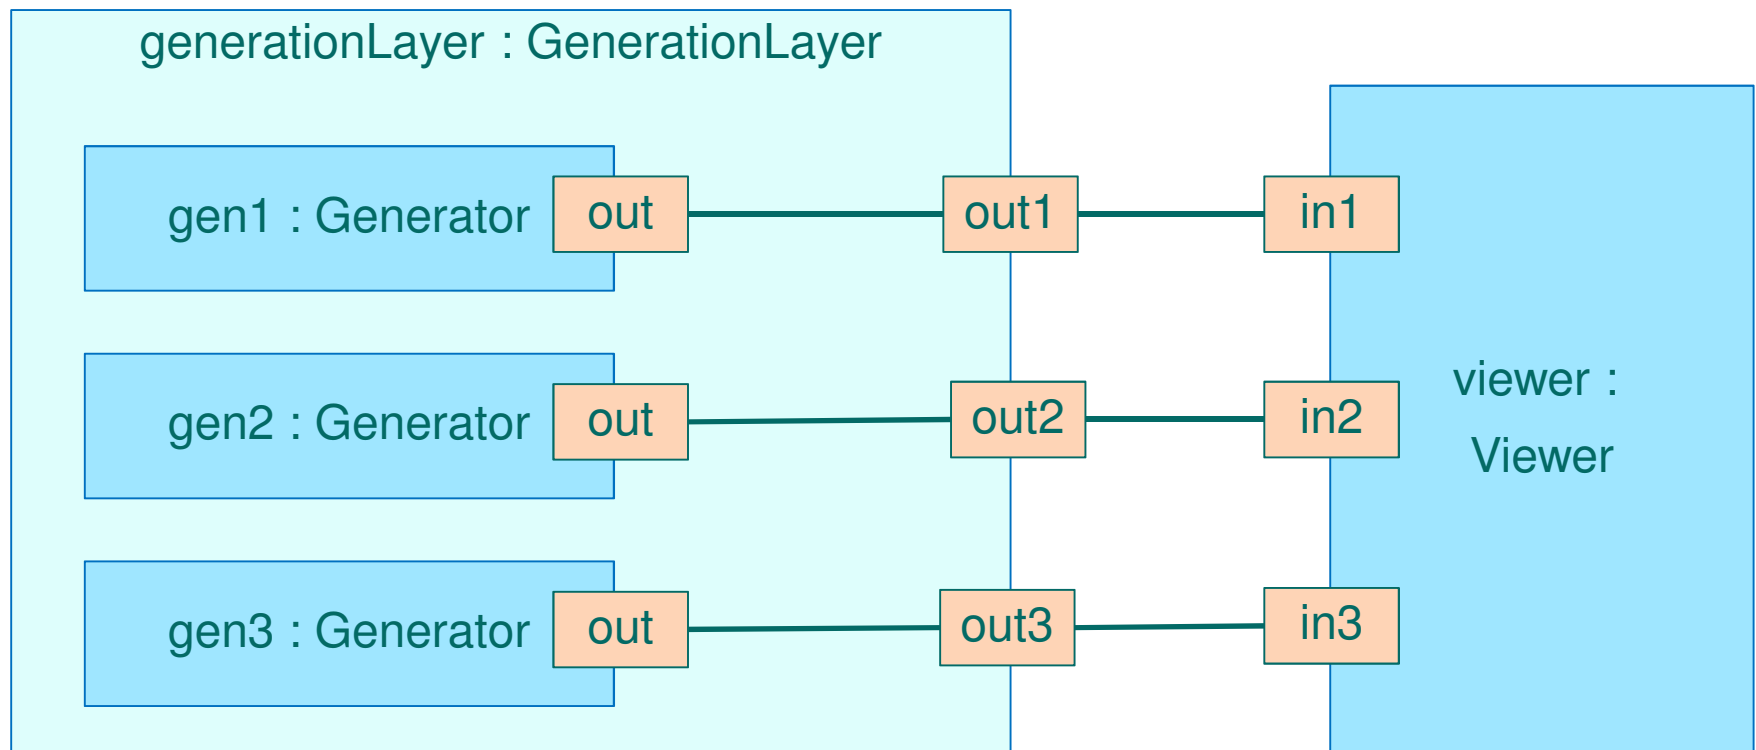 generationLayer : GenerationLayer
gen1 : Generator
out
out1
in1
gen2 : Generator
out
out2
in2
viewer :
Viewer
gen3 : Generator
out
out3
in3